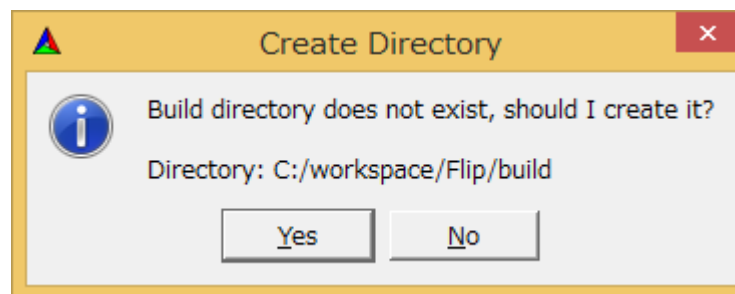 Create Directory
Build directory does not exist, should I create it?
Directory: C:/workspace/Flip/build
Yes No